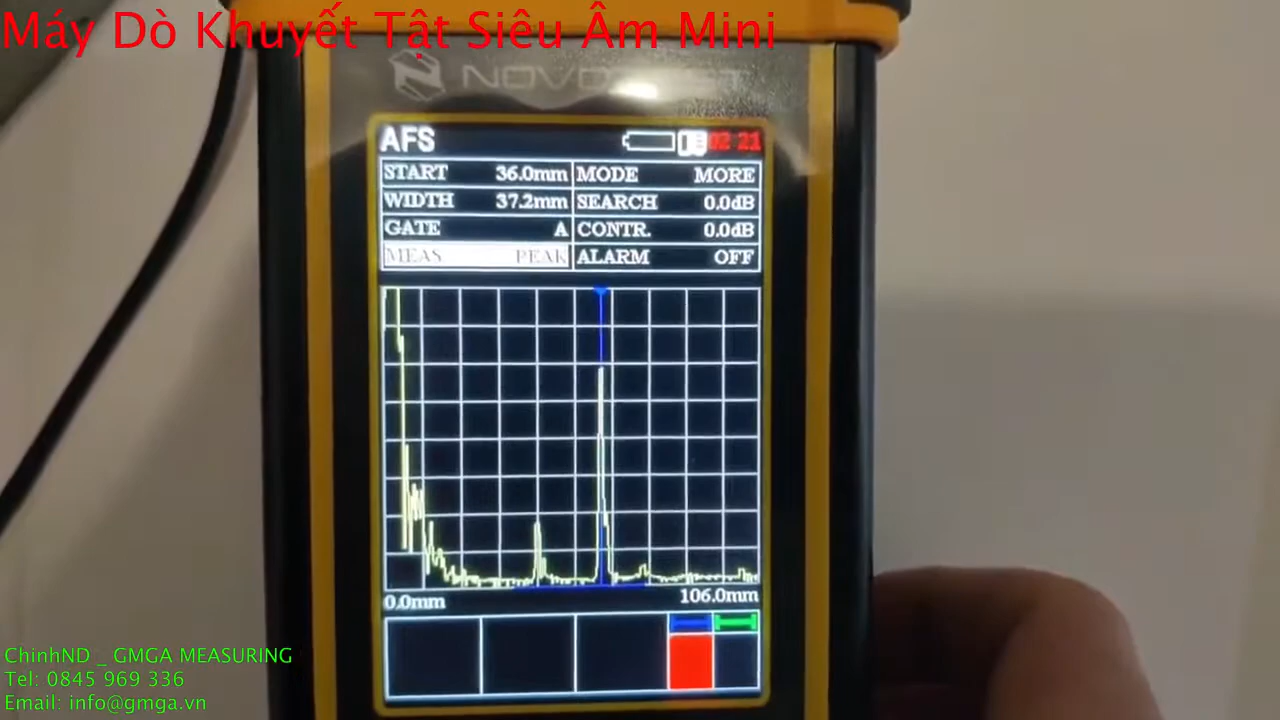 Máy Dò Khuyết Tật Siêu Âm Mini
AFS 02 21
START 36.0mm MODE MORE
WIDTH 37.2mm SEARCH 0.0dB
GATE A CONTR. 0.0dB
MEAS PEAK ALARM OFF
0.0mm 106.0mm
ChinhND _ GMGA MEASURING
Tel: 0845 969 336
Email: info@gmga.vn